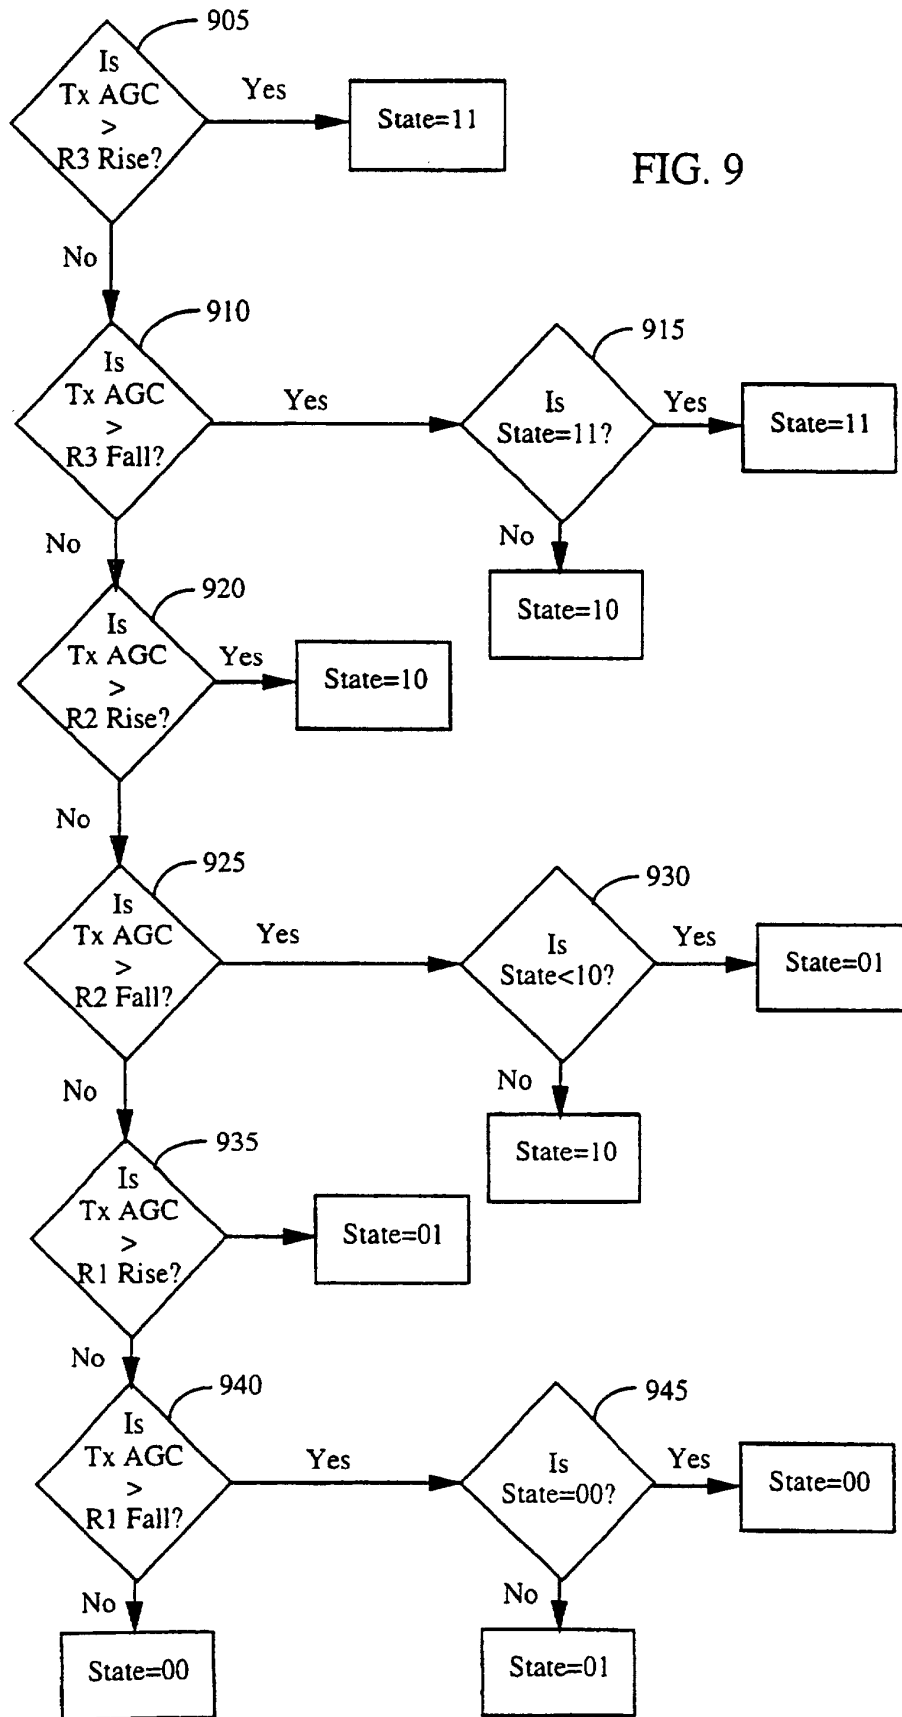 905
Is
Tx AGC
>
R3 Rise?
Yes
State=11
FIG. 9
No
910
Is
Tx AGC
>
R3 Fall?
Yes
915
Is
State=11?
Yes
State=11
No
State=10
No
920
Is
Tx AGC
>
R2 Rise?
Yes
State=10
No
925
Is
Tx AGC
>
R2 Fall?
Yes
930
Is
State<10?
Yes
State=01
No
State=10
No
935
Is
Tx AGC
>
R1 Rise?
State=01
No
940
Is
Tx AGC
>
R1 Fall?
Yes
945
Is
State=00?
Yes
State=00
No
State=01
No
State=00